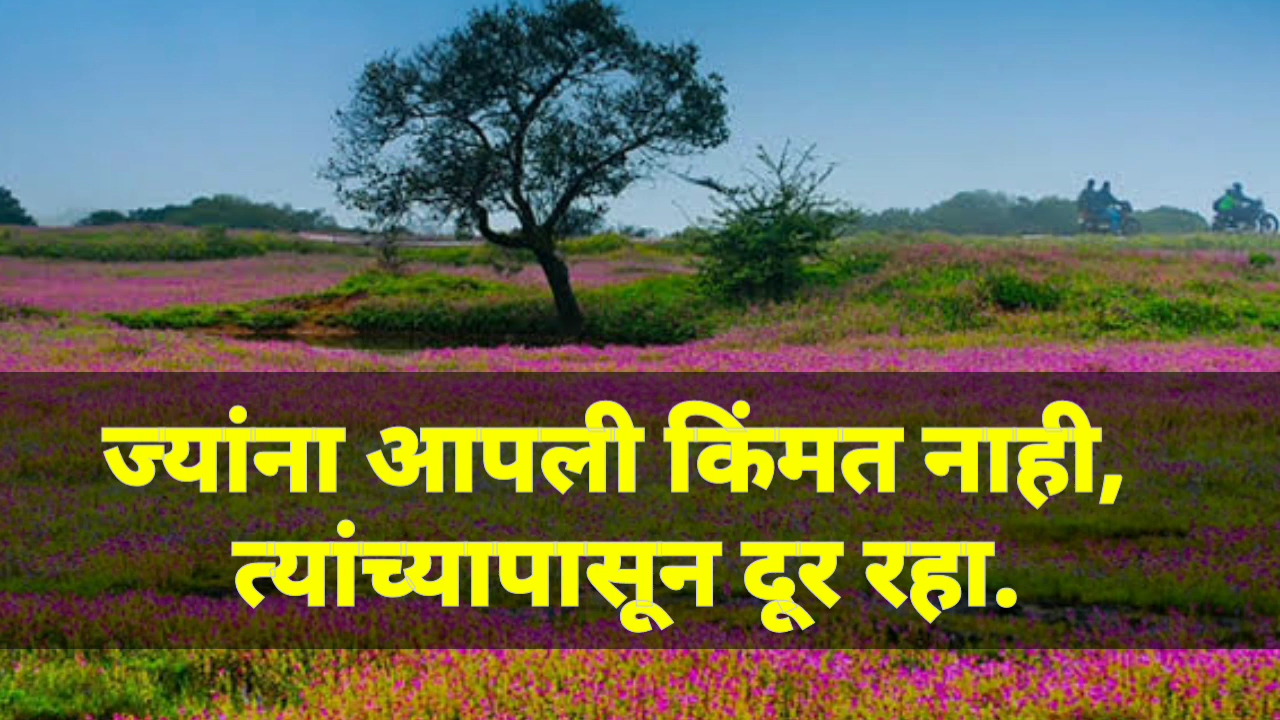 ज्यांना आपली किंमत नाही,
त्यांच्यापासून दूर रहा.